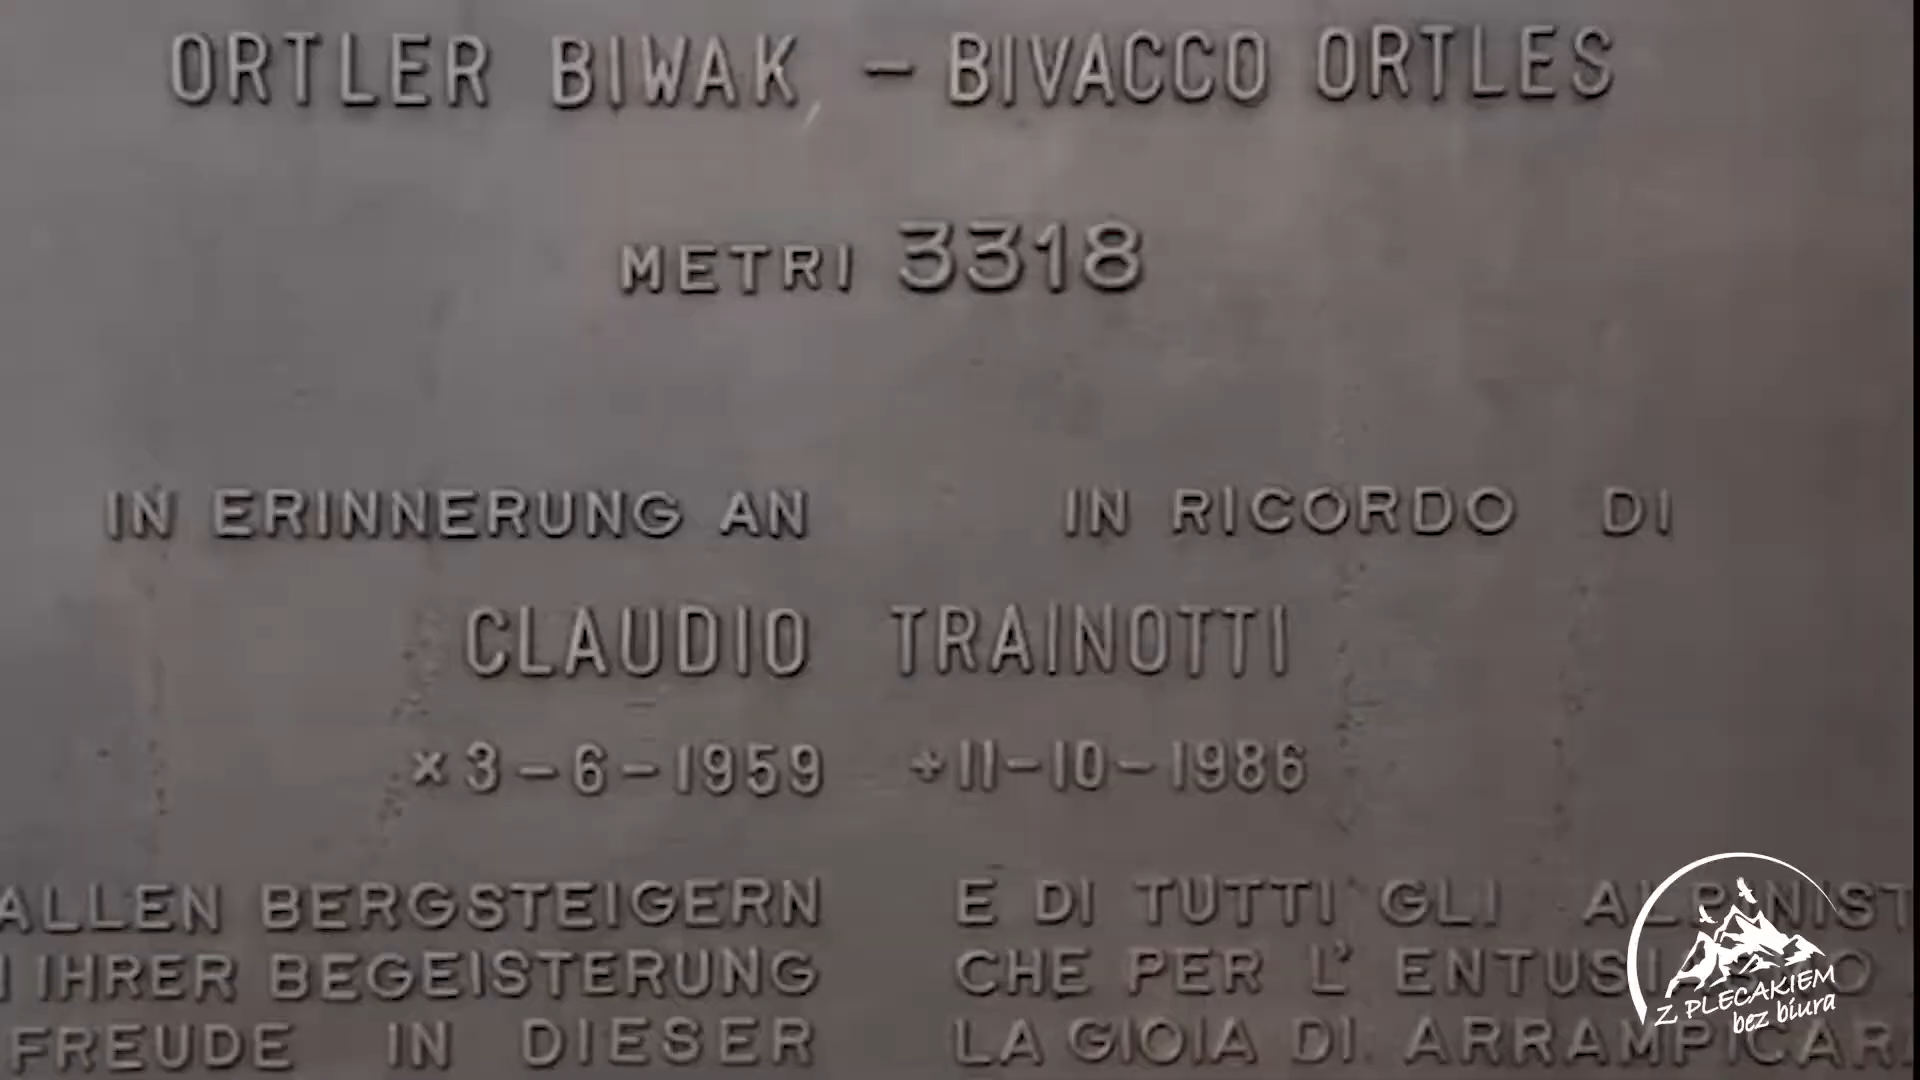 ORTLER BIWAK – BIVACCO ORTLES
METRI 3318
IN ERINNERUNG AN IN RICORDO DI
CLAUDIO TRAINOTTI
×3–6–1959 +11–10–1986
ALLEN BERGSTEIGERN
IHRER BEGEISTERUNG
FREUDE IN DIESER
E DI TUTTI GLI ALPINIST
CHE PER L' ENTUSI
LA GIOIA DI ARRAMPICAR
Z PLECAKIEM
bez biura